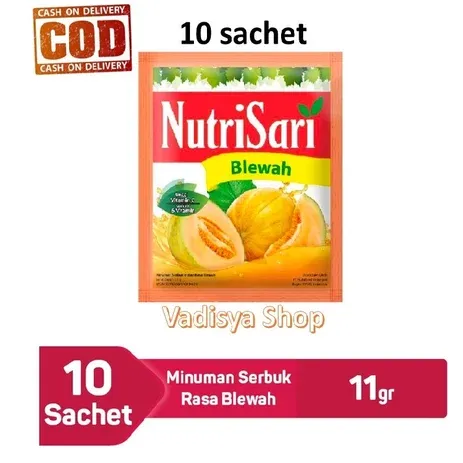 CASH ON DELIVERY
COD
CASH ON DELIVERY
10 sachet
NutriSari
Blewah
Vitamin C
Vadisya Shop
10
Sachet
Minuman Serbuk
Rasa Blewah
11gr